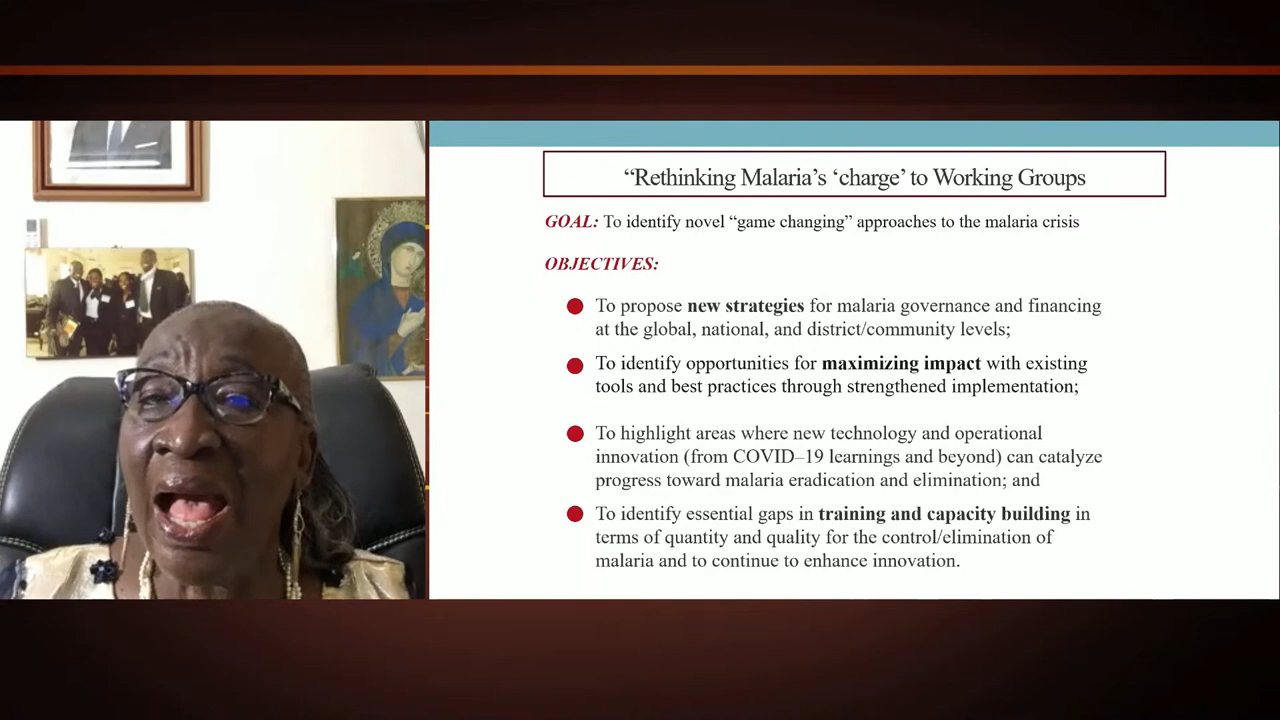 “Rethinking Malaria’s ‘charge’ to Working Groups
GOAL: To identify novel “game changing” approaches to the malaria crisis
OBJECTIVES:
To propose new strategies for malaria governance and financing
at the global, national, and district/community levels;
To identify opportunities for maximizing impact with existing
tools and best practices through strengthened implementation;
To highlight areas where new technology and operational
innovation (from COVID–19 learnings and beyond) can catalyze
progress toward malaria eradication and elimination; and
To identify essential gaps in training and capacity building in
terms of quantity and quality for the control/elimination of
malaria and to continue to enhance innovation.